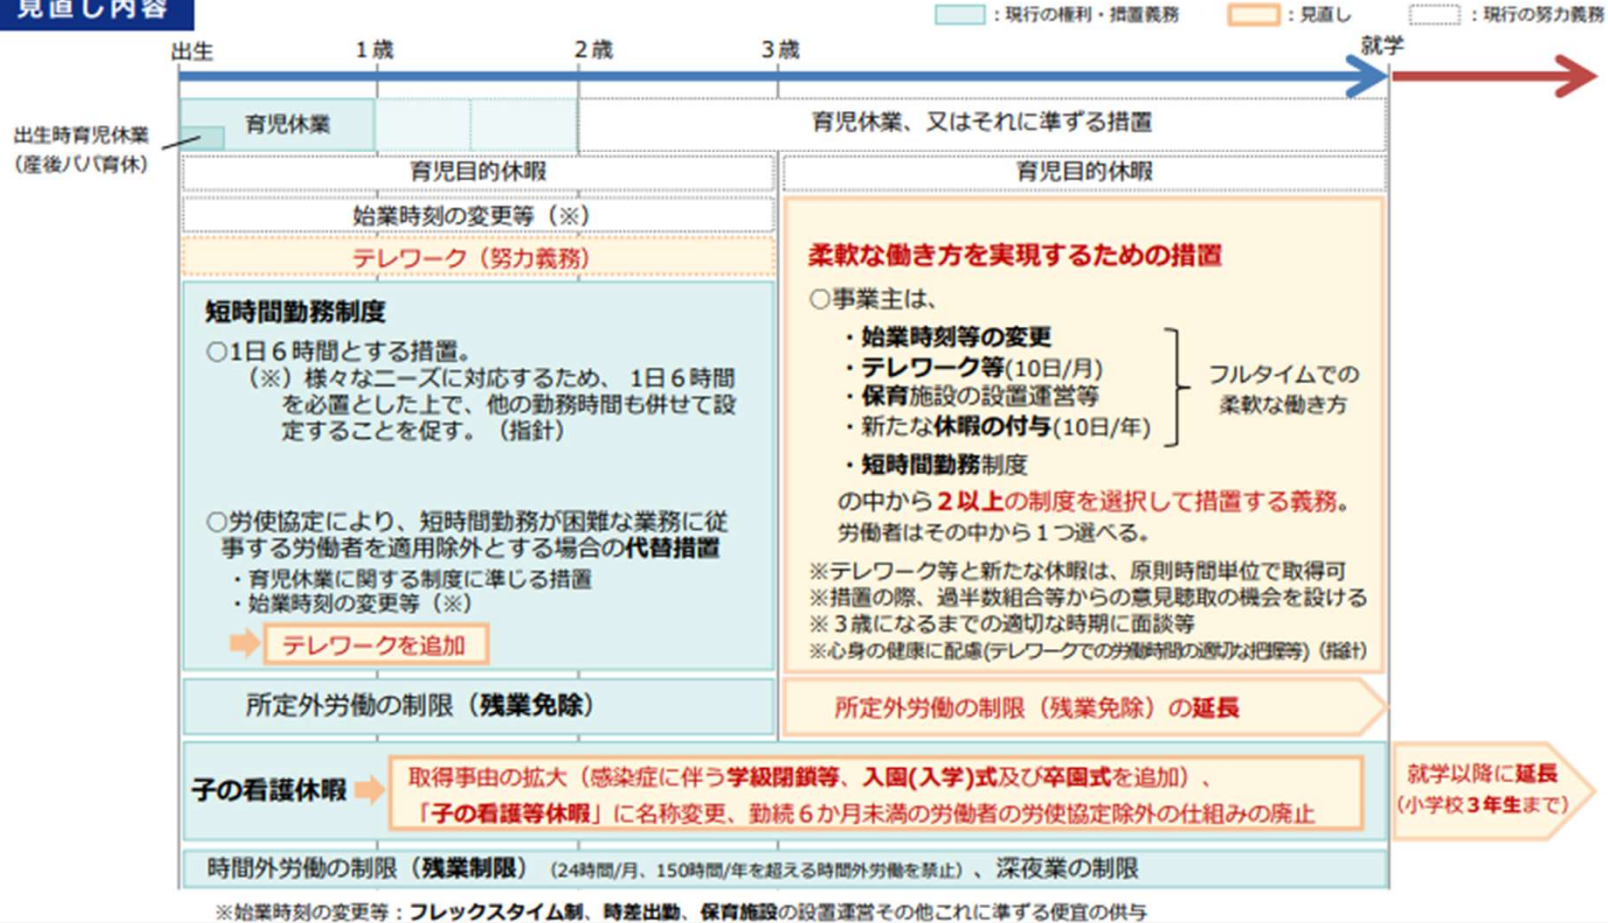 見直し内容
：現行の権利・措置義務
：見直し
：現行の努力義務
出生
1歳
2歳
3歳
就学
出生時育児休業
（産後パパ育休）
育児休業
育児休業、又はそれに準ずる措置
育児目的休暇
育児目的休暇
始業時刻の変更等（※）
テレワーク（努力義務）
短時間勤務制度
○1日６時間とする措置。
（※）様々なニーズに対応するため、1日６時間
を必置とした上で、他の勤務時間も併せて設
定することを促す。（指針）
○労使協定により、短時間勤務が困難な業務に従
事する労働者を適用除外とする場合の代替措置
・育児休業に関する制度に準じる措置
・始業時刻の変更等（※）
テレワークを追加
柔軟な働き方を実現するための措置
○事業主は、
・始業時刻等の変更
・テレワーク等(10日/月)
・保育施設の設置運営等
・新たな休暇の付与(10日/年)
・短時間勤務制度
フルタイムでの
柔軟な働き方
の中から２以上の制度を選択して措置する義務。
労働者はその中から１つ選べる。
※テレワーク等と新たな休暇は、原則時間単位で取得可
※措置の際、過半数組合等からの意見聴取の機会を設ける
※３歳になるまでの適切な時期に面談等
※心身の健康に配慮(テレワークでの労働時間の適切な把握等)（指針）
所定外労働の制限（残業免除）
所定外労働の制限（残業免除）の延長
子の看護休暇
取得事由の拡大（感染症に伴う学級閉鎖等、入園(入学)式及び卒園式を追加）、
「子の看護等休暇」に名称変更、勤続６か月未満の労働者の労使協定除外の仕組みの廃止
就学以降に延長
（小学校３年生まで）
時間外労働の制限（残業制限）（24時間/月、150時間/年を超える時間外労働を禁止）、深夜業の制限
※始業時刻の変更等：フレックスタイム制、時差出勤、保育施設の設置運営その他これに準ずる便宜の供与